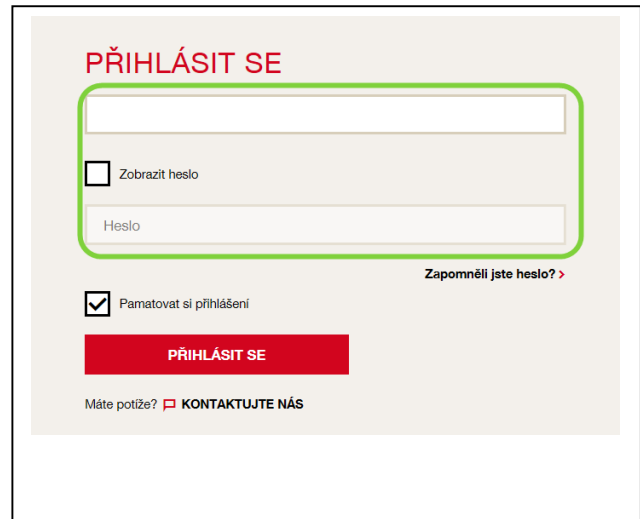 PŘIHLÁSIT SE
Zobrazit heslo
Heslo
Zapomněli jste heslo? >
Pamatovat si přihlášení
PŘIHLÁSIT SE
Máte potíže? KONTAKTUJTE NÁS